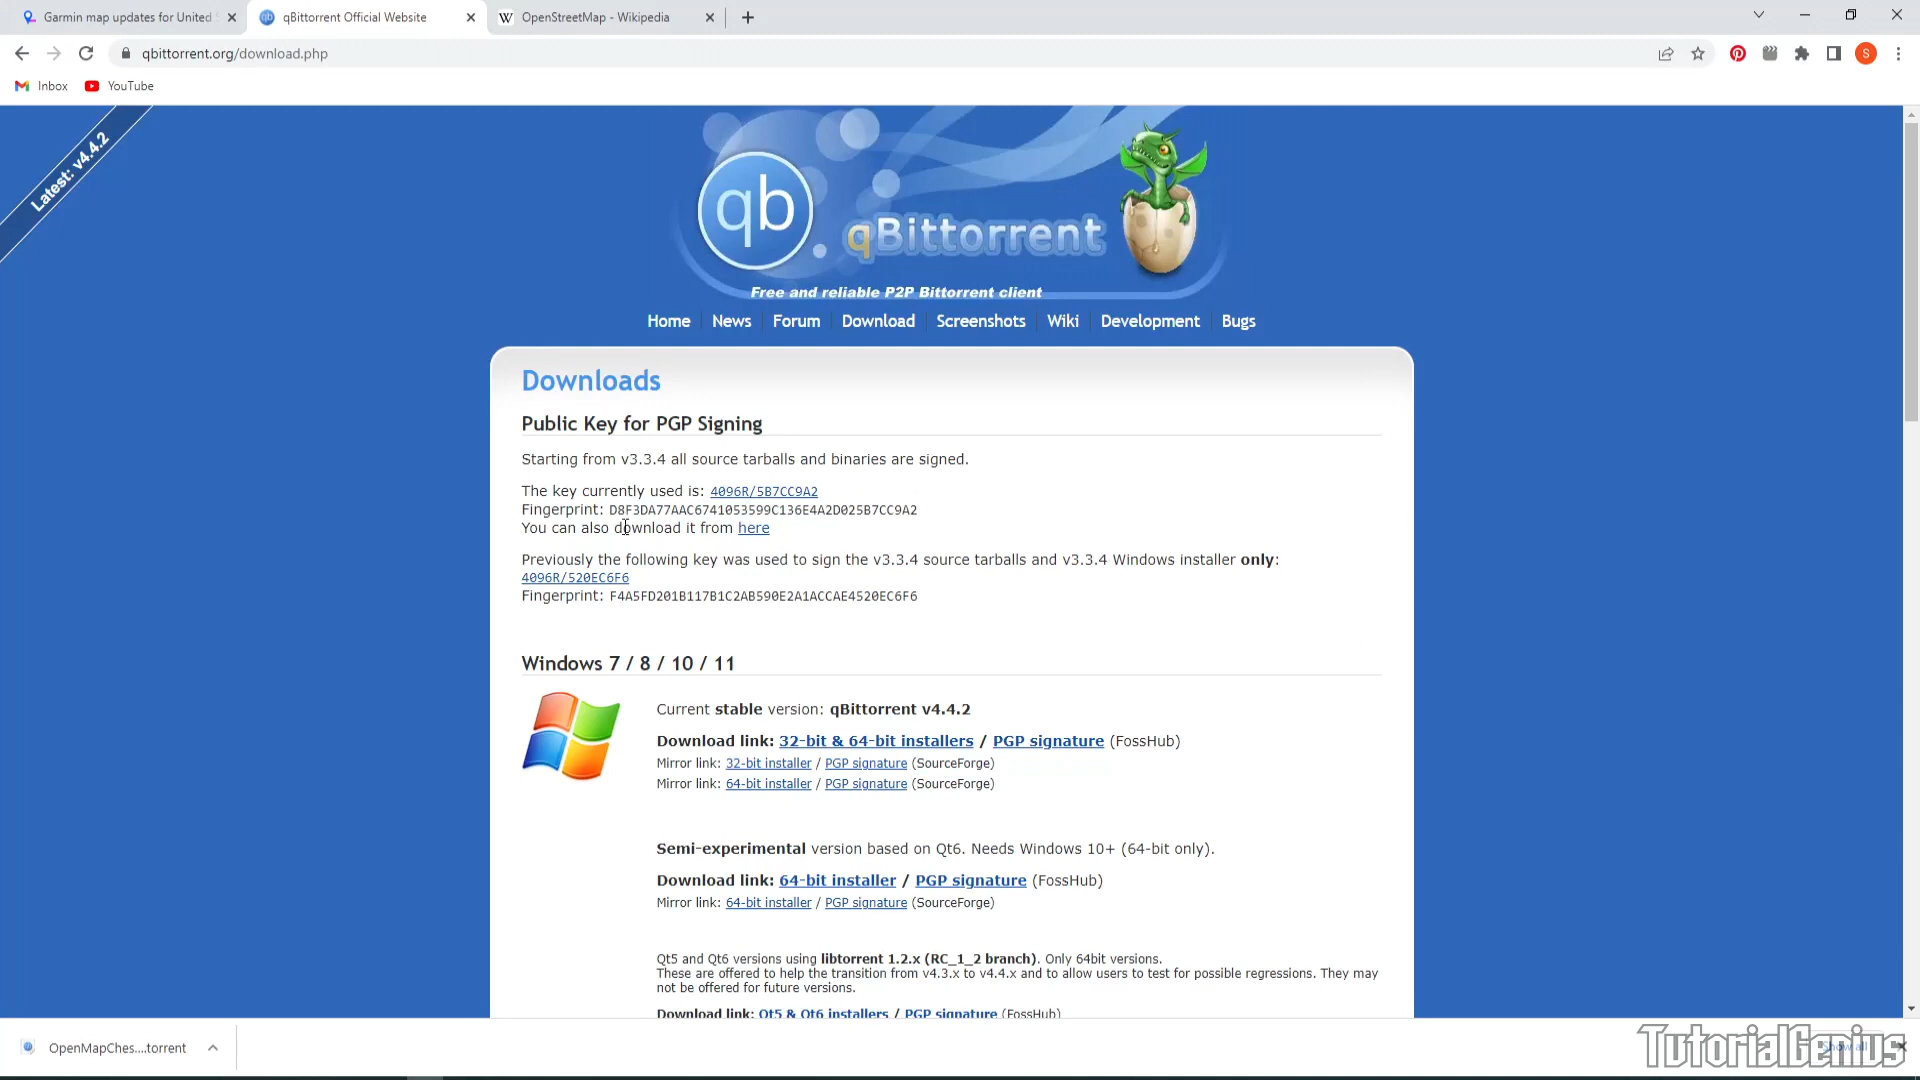 Garmin map updates for United
qBittorrent Official Website
W OpenStreetMap - Wikipedia
qbittorrent.org/download.php
S
Inbox
YouTube
Latest: v4.4.2
qb
qBittorrent
Free and reliable P2P Bittorrent client
Home News Forum Download Screenshots Wiki Development Bugs
Downloads
Public Key for PGP Signing
Starting from v3.3.4 all source tarballs and binaries are signed.
The key currently used is: 4096R/5B7CC9A2
Fingerprint: D8F3DA77AAC6741053599C136E4A2D025B7CC9A2
You can also download it from here
Previously the following key was used to sign the v3.3.4 source tarballs and v3.3.4 Windows installer only:
4096R/520EC6F6
Fingerprint: F4A5FD201B117B1C2AB590E2A1ACCAE4520EC6F6
Windows 7 / 8 / 10 / 11
Current stable version: qBittorrent v4.4.2
Download link: 32-bit & 64-bit installers / PGP signature (FossHub)
Mirror link: 32-bit installer / PGP signature (SourceForge)
Mirror link: 64-bit installer / PGP signature (SourceForge)
Semi-experimental version based on Qt6. Needs Windows 10+ (64-bit only).
Download link: 64-bit installer / PGP signature (FossHub)
Mirror link: 64-bit installer / PGP signature (SourceForge)
Qt5 and Qt6 versions using libtorrent 1.2.x (RC_1_2 branch). Only 64bit versions.
These are offered to help the transition from v4.3.x to v4.4.x and to allow users to test for possible regressions. They may
not be offered for future versions.
Download link: Qt5 & Qt6 installers / PGP signature (FossHub)
OpenMapChes....torrent
Show all
TutorialGenius